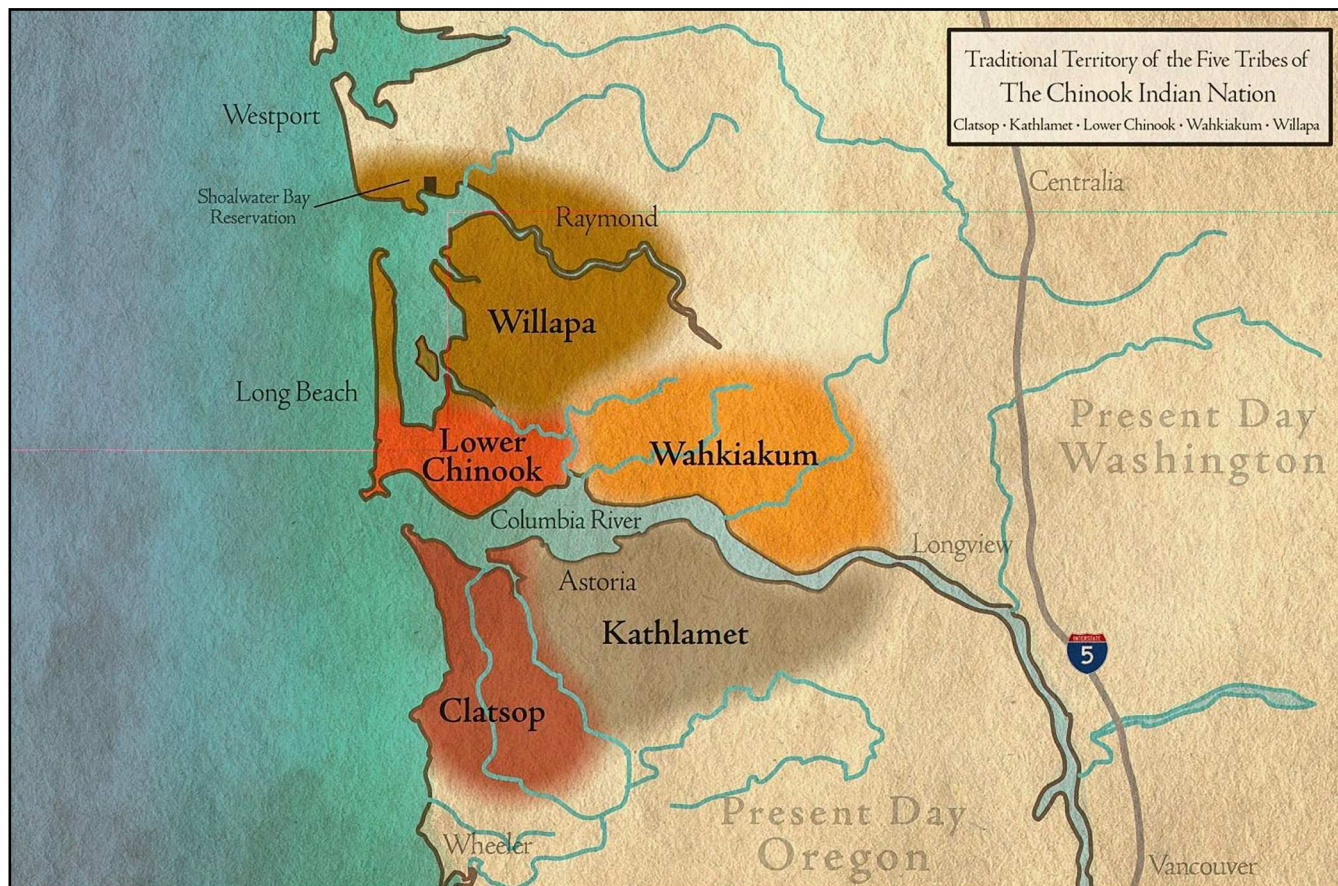 Traditional Territory of the Five Tribes of
The Chinook Indian Nation
Clatsop · Kathlamet · Lower Chinook · Wahkiakum · Willapa
Westport
Centralia
Shoalwater Bay
Reservation
Raymond
Willapa
Long Beach
Present Day
Washington
Lower
Chinook
Wahkiakum
Columbia River
Longview
Astoria
Kathlamet
INTERSTATE
5
Clatsop
Present Day
Oregon
Wheeler
Vancouver